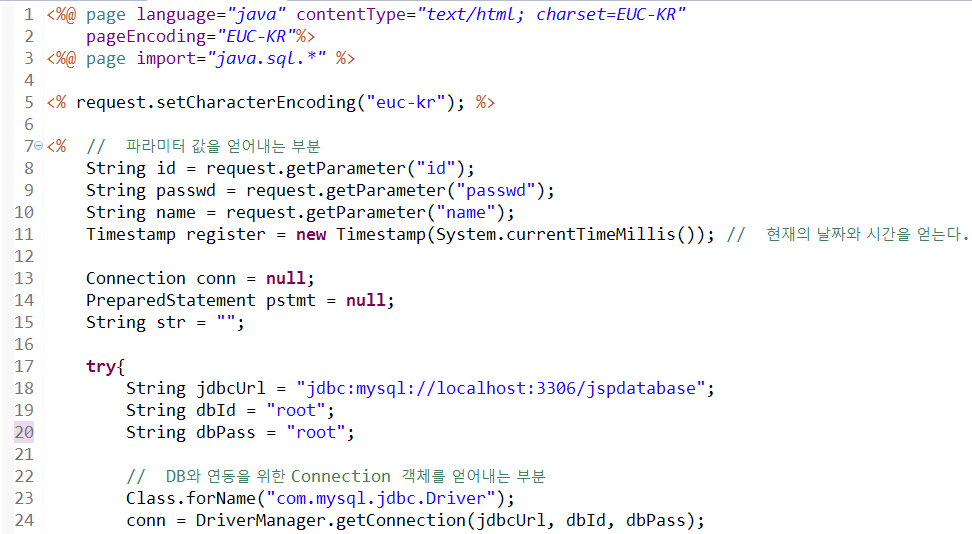 1 <%@ page language="java" contentType="text/html; charset=EUC-KR"
2     pageEncoding="EUC-KR"%>
3 <%@ page import="java.sql.*" %>
4
5 <% request.setCharacterEncoding("euc-kr"); %>
6
7 <%  //  파라미터 값을 얻어내는 부분
8     String id = request.getParameter("id");
9     String passwd = request.getParameter("passwd");
10     String name = request.getParameter("name");
11     Timestamp register = new Timestamp(System.currentTimeMillis()); //  현재의 날짜와 시간을 얻는다.
12
13     Connection conn = null;
14     PreparedStatement pstmt = null;
15     String str = "";
16
17     try{
18         String jdbcUrl = "jdbc:mysql://localhost:3306/jspdatabase";
19         String dbId = "root";
20         String dbPass = "root";
21
22         //  DB와 연동을 위한 Connection 객체를 얻어내는 부분
23         Class.forName("com.mysql.jdbc.Driver");
24         conn = DriverManager.getConnection(jdbcUrl, dbId, dbPass);